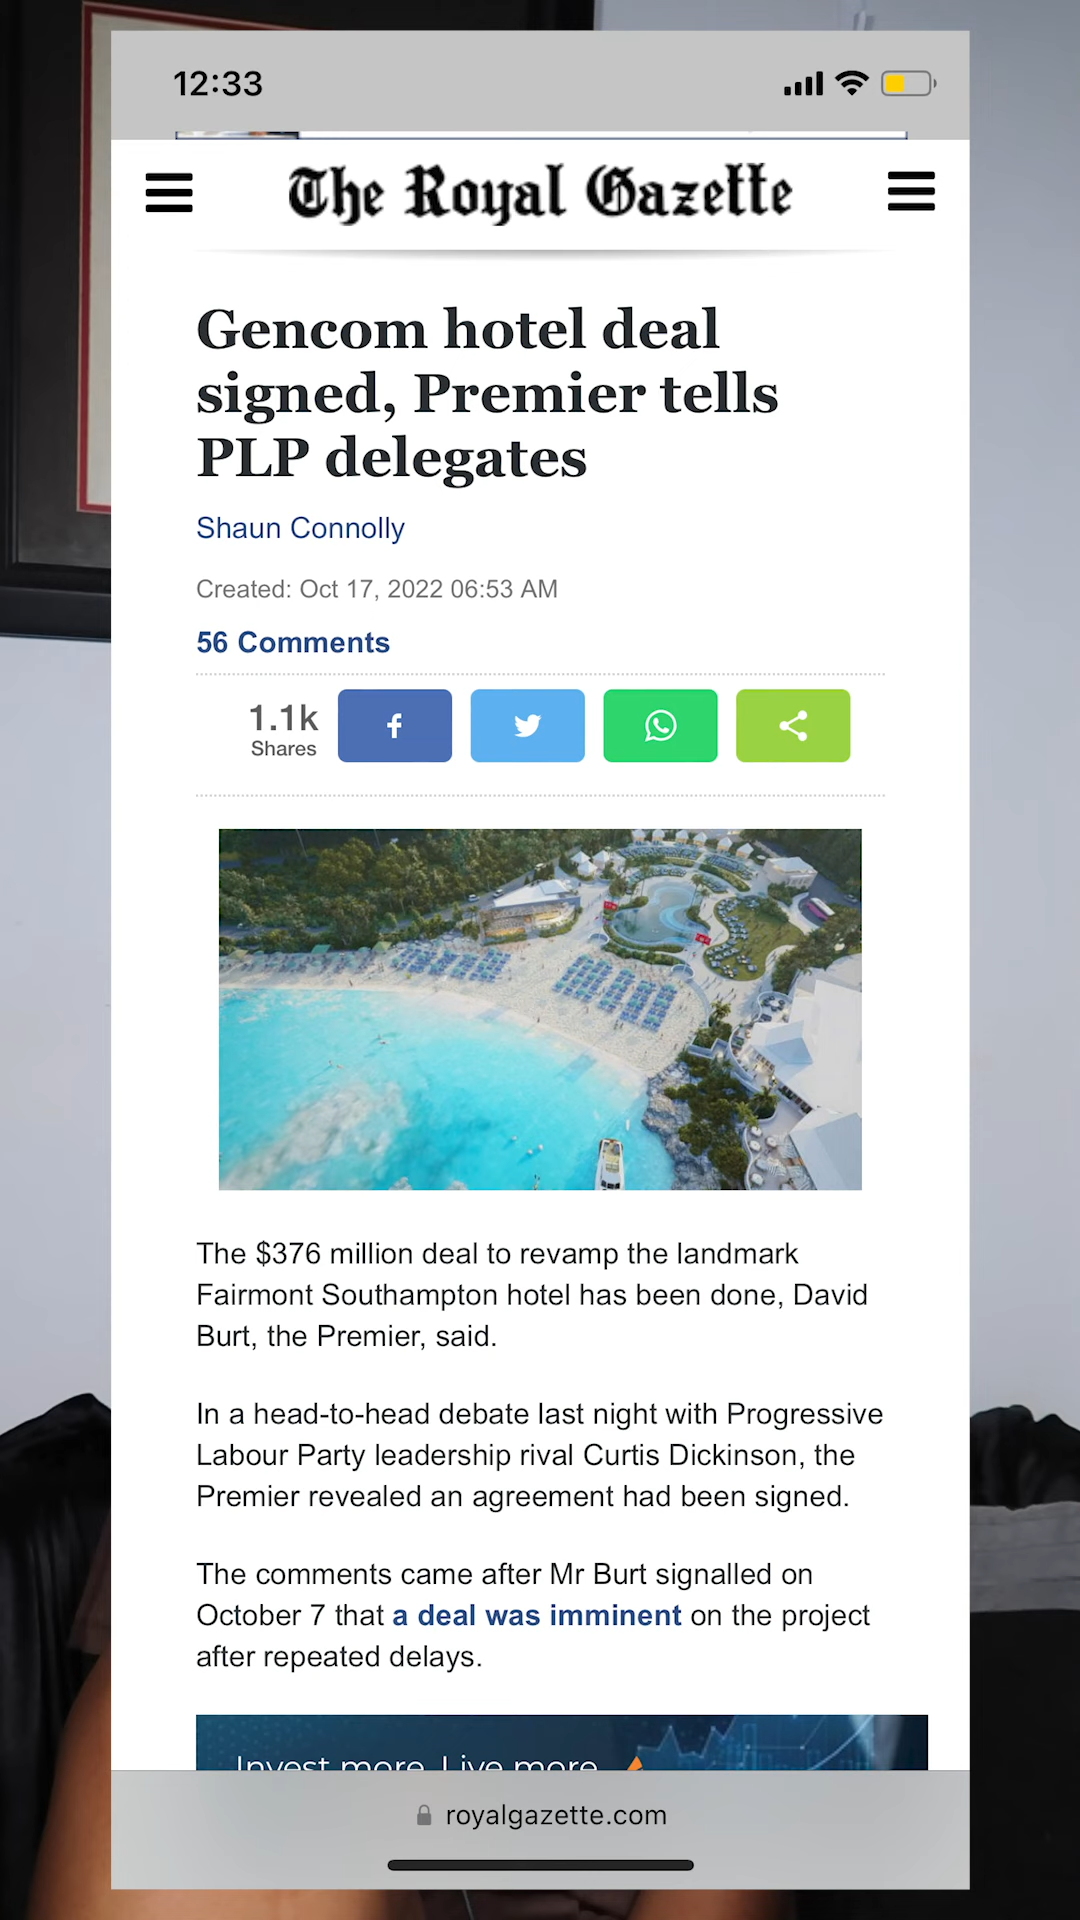 12:33
The Royal Gazette
Gencom hotel deal
signed, Premier tells
PLP delegates
Shaun Connolly
Created: Oct 17, 2022 06:53 AM
56 Comments
1.1k
Shares
The $376 million deal to revamp the landmark
Fairmont Southampton hotel has been done, David
Burt, the Premier, said.
In a head-to-head debate last night with Progressive
Labour Party leadership rival Curtis Dickinson, the
Premier revealed an agreement had been signed.
The comments came after Mr Burt signalled on
October 7 that a deal was imminent on the project
after repeated delays.
Invest more. Live more.
royalgazette.com